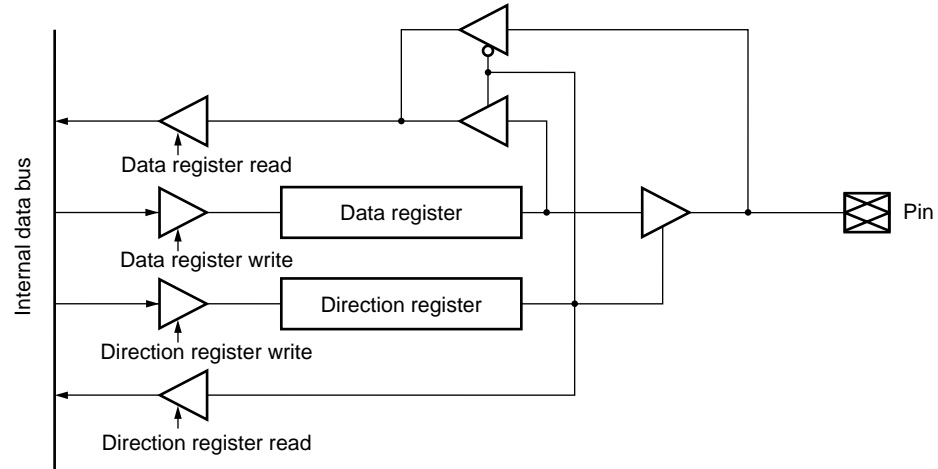 Internal data bus
Data register read
Data register
Pin
Data register write
Direction register
Direction register write
Direction register read